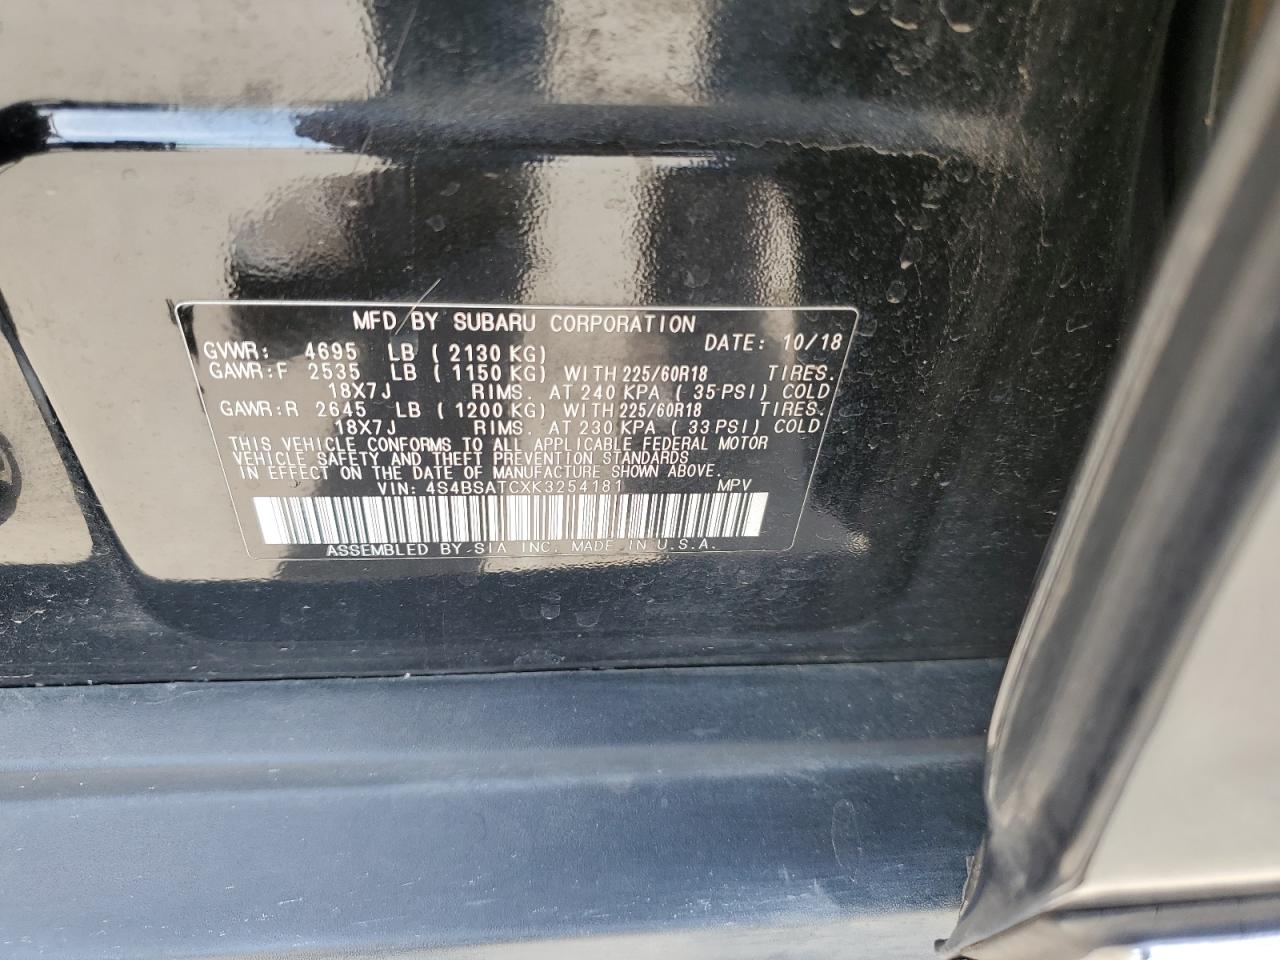 MFD BY SUBARU CORPORATION
GVWR: 4695 LB ( 2130 KG) DATE: 10/18
GAWR:F 2535 LB ( 1150 KG) WITH 225/60R18 TIRES.
18X7J RIMS. AT 240 KPA ( 35 PSI) COLD
GAWR:R 2645 LB ( 1200 KG) WITH 225/60R18 TIRES.
18X7J RIMS. AT 230 KPA ( 33 PSI) COLD
THIS VEHICLE CONFORMS TO ALL APPLICABLE FEDERAL MOTOR
VEHICLE SAFETY AND THEFT PREVENTION STANDARDS
IN EFFECT ON THE DATE OF MANUFACTURE SHOWN ABOVE.
VIN: 4S4BSATCXK3254181 MPV
ASSEMBLED BY SIA INC. MADE IN U.S.A.